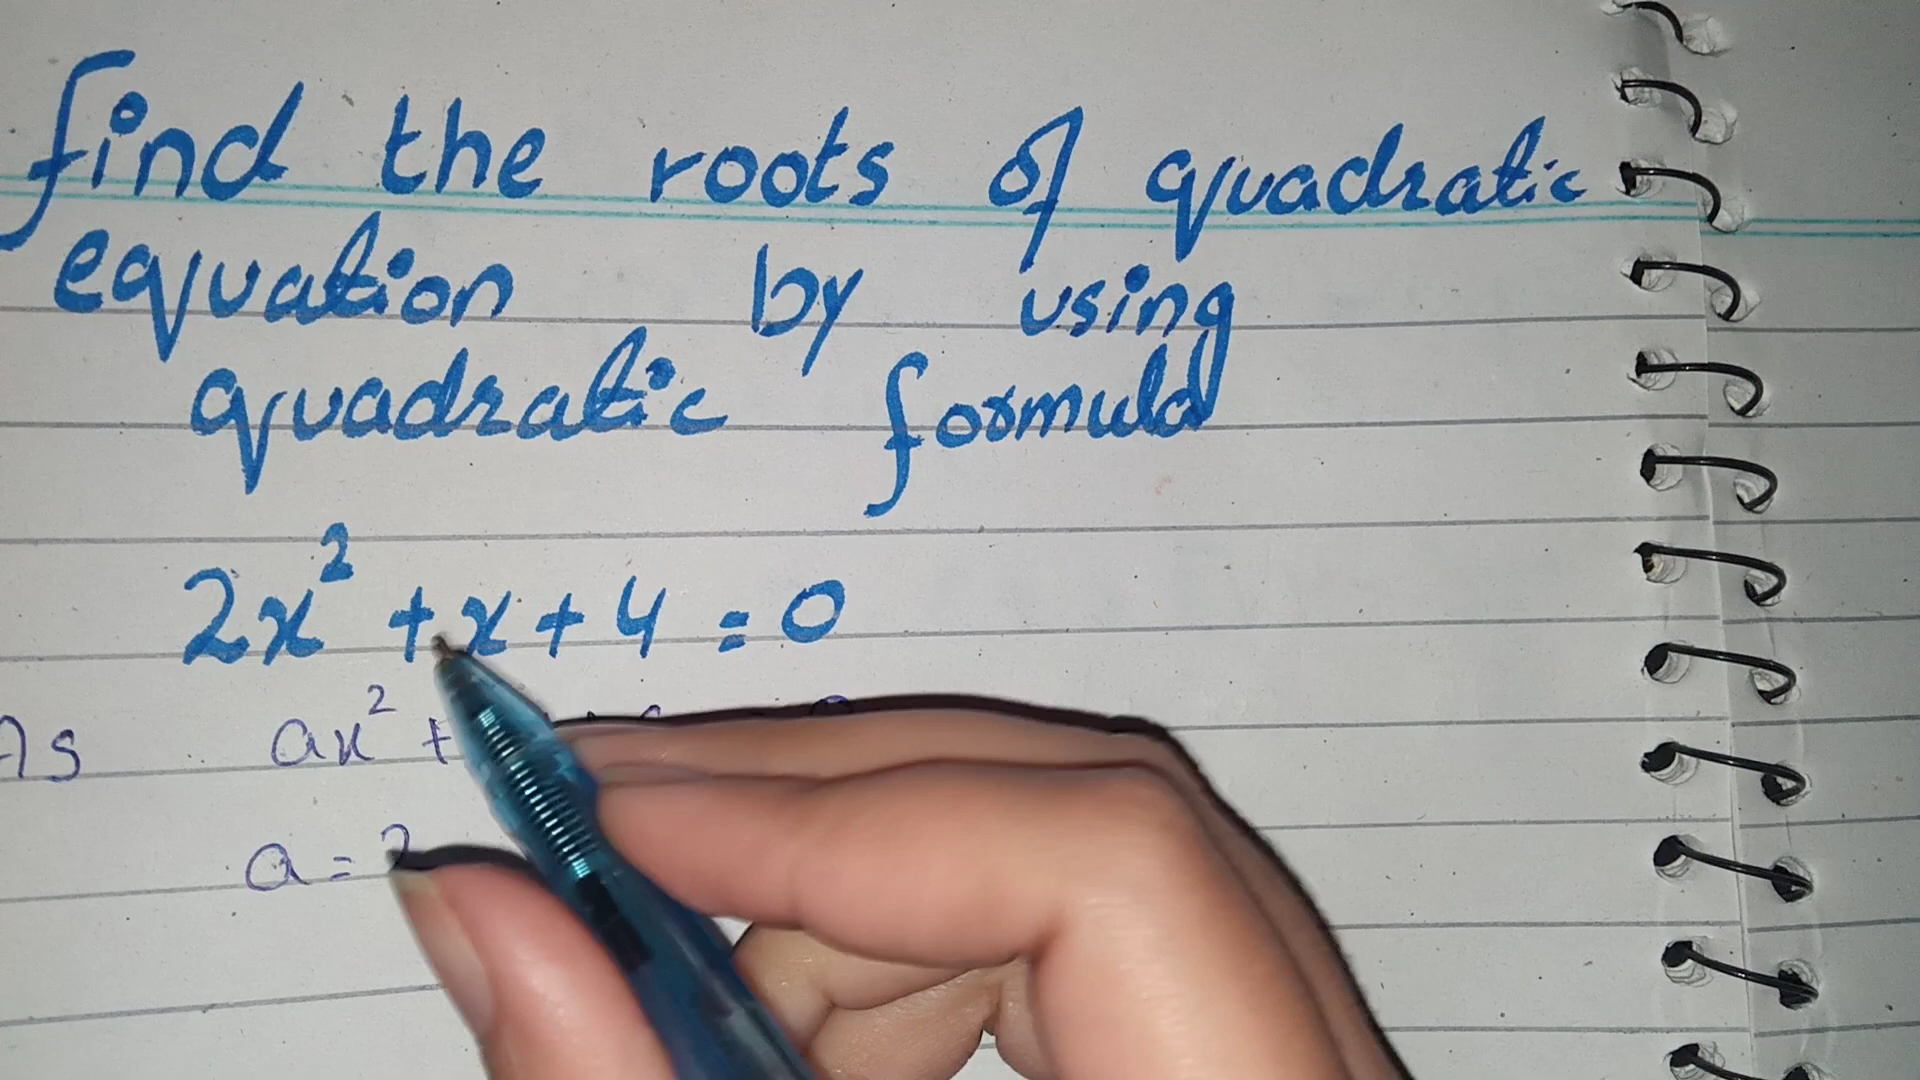 find the roots of quadratic
equation by using
quadratic formula
2x² + x + 4 = 0
As ax² +
a = 2